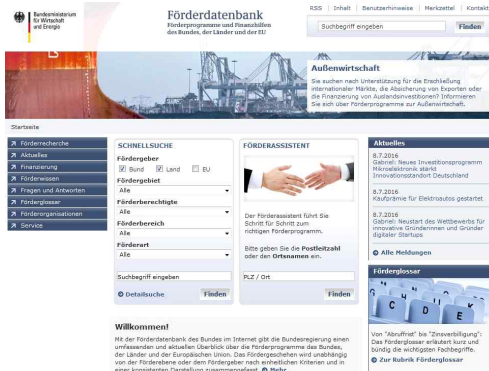 Bundesministerium
für Wirtschaft
und Energie
Förderdatenbank
Förderprogramme und Finanzhilfen
des Bundes, der Länder und der EU
RSS | Inhalt | Benutzerhinweise | Merkzettel | Kontakt
Suchbegriff eingeben
Finden
Außenwirtschaft
Sie suchen nach Unterstützung für die Erschließung
internationaler Märkte, die Absicherung von Exporten oder
die Finanzierung von Auslandsinvestitionen? Informieren
Sie sich über Förderprogramme zur Außenwirtschaft.
Startseite
Förderrecherche
Aktuelles
Finanzierung
Förderwissen
Fragen und Antworten
Förderglossar
Förderorganisationen
Service
SCHNELLSUCHE
Fördergeber
Bund Land EU
Fördergebiet
Alle
Förderberechtigte
Alle
Förderbereich
Alle
Förderart
Alle
Suchbegriff eingeben
Detailsuche
Finden
FÖRDERASSISTENT
Der Förderassistent führt Sie
Schritt für Schritt zum
richtigen Förderprogramm.
Bitte geben Sie die Postleitzahl
oder den Ortsnamen ein.
PLZ / Ort
Finden
Aktuelles
8.7.2016
Gabriel: Neues Investitionsprogramm
Mikroelektronik stärkt
Innovationsstandort Deutschland
8.7.2016
Kaufprämie für Elektroautos gestartet
8.7.2016
Gabriel: Neustart des Wettbewerbs für
innovative Gründerinnen und Gründer
digitaler Startups
Alle Meldungen
Förderglossar
G C H D U E
Von "Abruffrist" bis "Zinsverbilligung":
Das Förderglossar erläutert kurz und
bündig die wichtigsten Fachbegriffe.
Zur Rubrik Förderglossar
Willkommen!
Mit der Förderdatenbank des Bundes im Internet gibt die Bundesregierung einen
umfassenden und aktuellen Überblick über die Förderprogramme des Bundes,
der Länder und der Europäischen Union. Das Fördergeschehen wird unabhängig
von der Förderebene oder dem Fördergeber nach einheitlichen Kriterien und in
einer konsistenten Darstellung zusammengefasst. Mehr